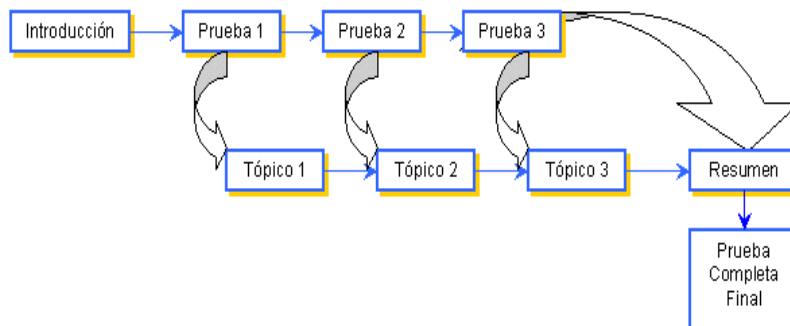 Introducción
Prueba 1
Prueba 2
Prueba 3
Tópico 1
Tópico 2
Tópico 3
Resumen
Prueba
Completa
Final